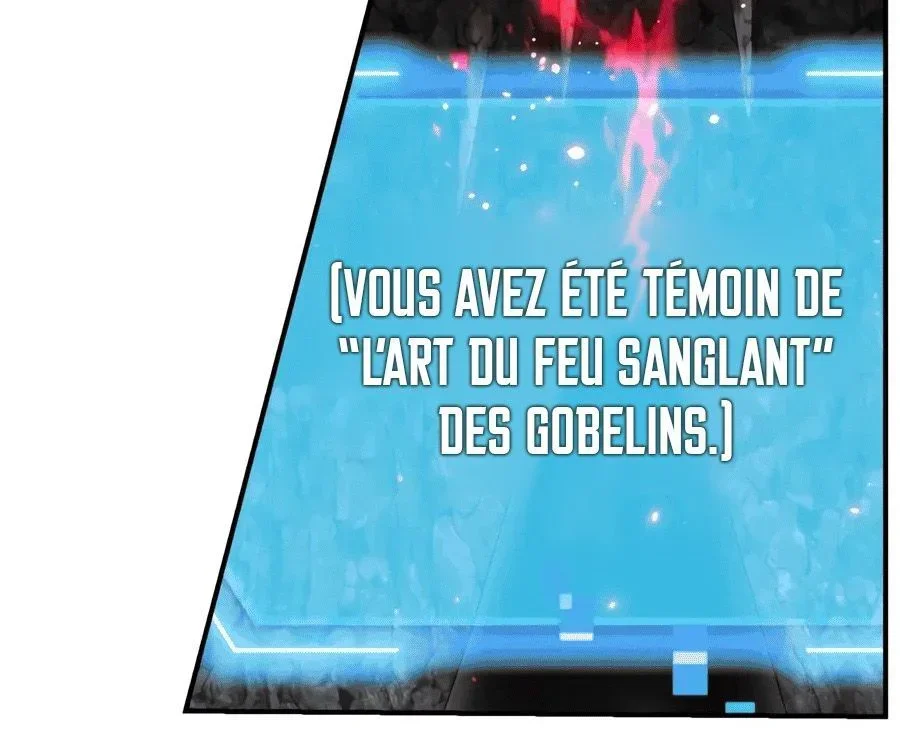 (VOUS AVEZ ÉTÉ TÉMOIN DE
“L'ART DU FEU SANGLANT”
DES GOBELINS.)